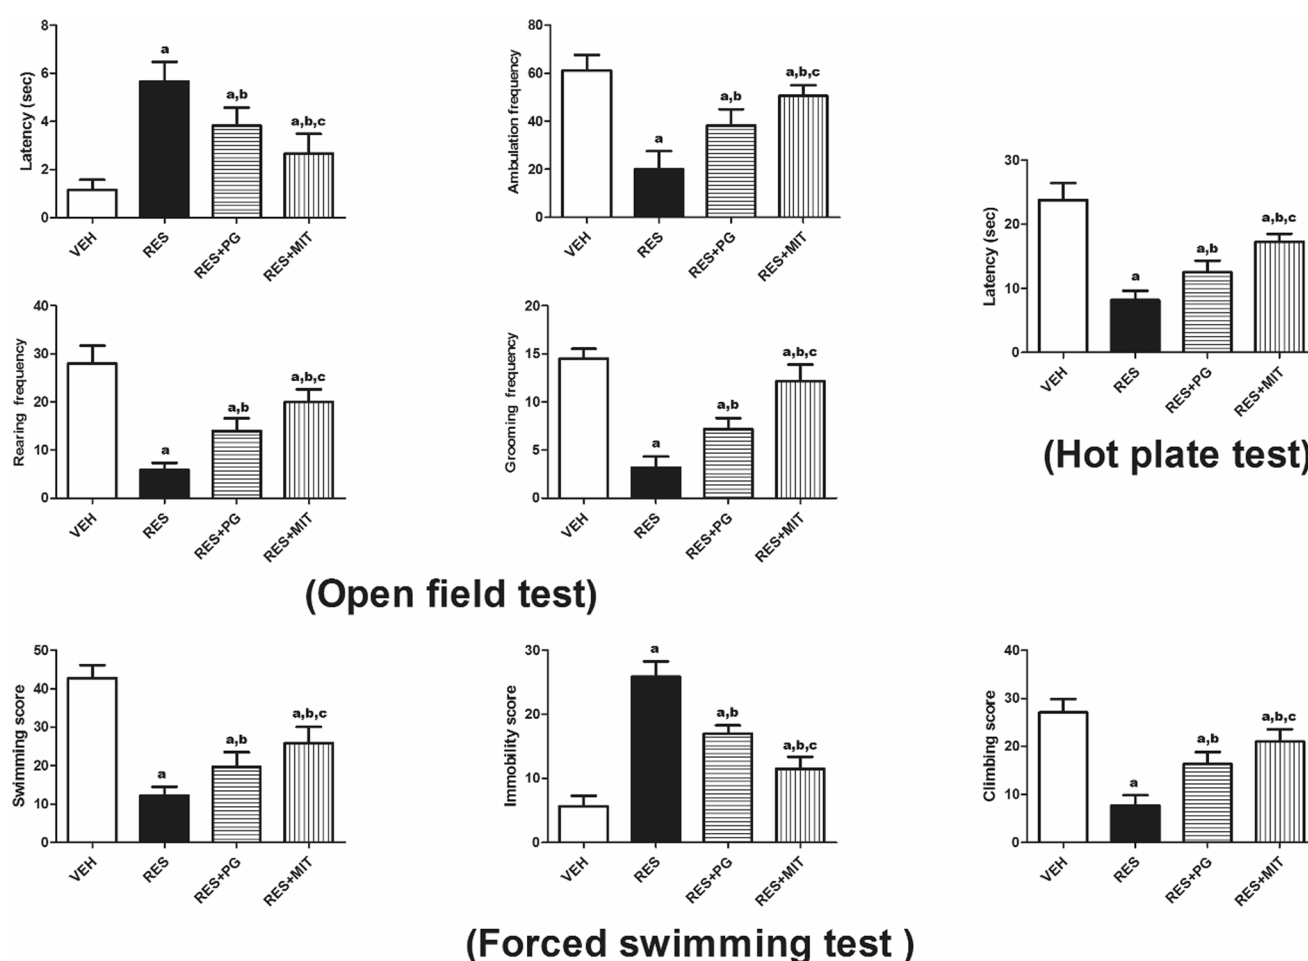 8
6
4
2
0
Latency (sec)
a
a,b
a,b,c
VEH
RES
RES+PG
RES+MIT
80
60
40
20
0
Ambulation frequency
a
a,b
a,b,c
VEH
RES
RES+PG
RES+MIT
30
20
10
0
Latency (sec)
a
a,b
a,b,c
VEH
RES
RES+PG
RES+MIT
(Hot plate test)
40
30
20
10
0
Rearing frequency
a
a,b
a,b,c
VEH
RES
RES+PG
RES+MIT
20
15
10
5
0
Grooming frequency
a
a,b
a,b,c
VEH
RES
RES+PG
RES+MIT
(Open field test)
50
40
30
20
10
0
Swimming score
a
a,b
a,b,c
VEH
RES
RES+PG
RES+MIT
30
20
10
0
Immobility score
a
a,b
a,b,c
VEH
RES
RES+PG
RES+MIT
40
30
20
10
0
Climbing score
a
a,b
a,b,c
VEH
RES
RES+PG
RES+MIT
(Forced swimming test )